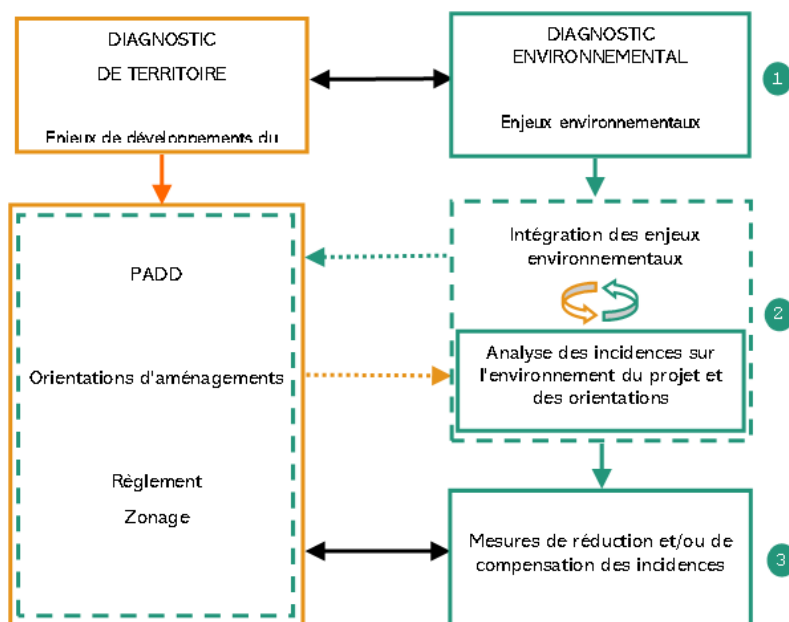 DIAGNOSTIC
DE TERRITOIRE
Enjeux de développements du
DIAGNOSTIC
ENVIRONNEMENTAL
Enjeux environnementaux
1
PADD
Orientations d'aménagements
Règlement
Zonage
Intégration des enjeux
environnementaux
Analyse des incidences sur
l'environnement du projet et
des orientations
2
Mesures de réduction et/ou de
compensation des incidences
3